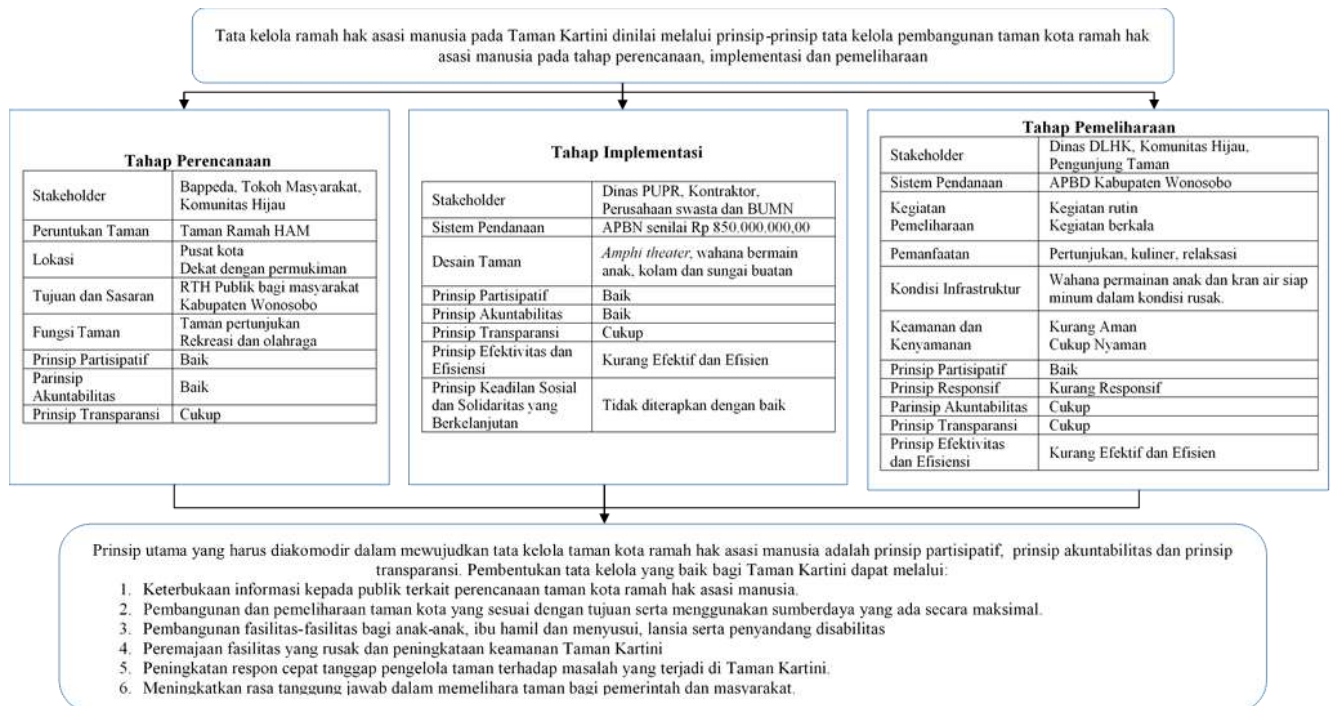 Tata kelola ramah hak asasi manusia pada Taman Kartini dinilai melalui prinsip-prinsip tata kelola pembangunan taman kota ramah hak
asasi manusia pada tahap perencanaan, implementasi dan pemeliharaan
Tahap Perencanaan
Stakeholder Bappeda, Tokoh Masyarakat,
Komunitas Hijau
Peruntukan Taman Taman Ramah HAM
Lokasi Pusat kota
Dekat dengan permukiman
Tujuan dan Sasaran RTH Publik bagi masyarakat
Kabupaten Wonosobo
Fungsi Taman Taman pertunjukan
Rekreasi dan olahraga
Prinsip Partisipatif Baik
Parinsip
Akuntabilitas Baik
Prinsip Transparansi Cukup
Tahap Implementasi
Stakeholder Dinas PUPR, Kontraktor,
Perusahaan swasta dan BUMN
Sistem Pendanaan APBN senilai Rp 850.000.000,00
Desain Taman Amphi theater, wahana bermain
anak, kolam dan sungai buatan
Prinsip Partisipatif Baik
Prinsip Akuntabilitas Baik
Prinsip Transparansi Cukup
Prinsip Efektivitas dan
Efisiensi Kurang Efektif dan Efisien
Prinsip Keadilan Sosial
dan Solidaritas yang
Berkelanjutan Tidak diterapkan dengan baik
Tahap Pemeliharaan
Stakeholder Dinas DLHK, Komunitas Hijau,
Pengunjung Taman
Sistem Pendanaan APBD Kabupaten Wonosobo
Kegiatan Kegiatan rutin
Pemeliharaan Kegiatan berkala
Pemanfaatan Pertunjukan, kuliner, relaksasi
Kondisi Infrastruktur Wahana permainan anak dan kran air siap
minum dalam kondisi rusak.
Keamanan dan Kurang Aman
Kenyamanan Cukup Nyaman
Prinsip Partisipatif Baik
Prinsip Responsif Kurang Responsif
Parinsip Akuntabilitas Cukup
Prinsip Transparansi Cukup
Prinsip Efektivitas
dan Efisiensi Kurang Efektif dan Efisien
Prinsip utama yang harus diakomodir dalam mewujudkan tata kelola taman kota ramah hak asasi manusia adalah prinsip partisipatif, prinsip akuntabilitas dan prinsip
transparansi. Pembentukan tata kelola yang baik bagi Taman Kartini dapat melalui:
1. Keterbukaan informasi kepada publik terkait perencanaan taman kota ramah hak asasi manusia.
2. Pembangunan dan pemeliharaan taman kota yang sesuai dengan tujuan serta menggunakan sumberdaya yang ada secara maksimal.
3. Pembangunan fasilitas-fasilitas bagi anak-anak, ibu hamil dan menyusui, lansia serta penyandang disabilitas
4. Peremajaan fasilitas yang rusak dan peningkataan keamanan Taman Kartini
5. Peningkatan respon cepat tanggap pengelola taman terhadap masalah yang terjadi di Taman Kartini.
6. Meningkatkan rasa tanggung jawab dalam memelihara taman bagi pemerintah dan masyarakat.